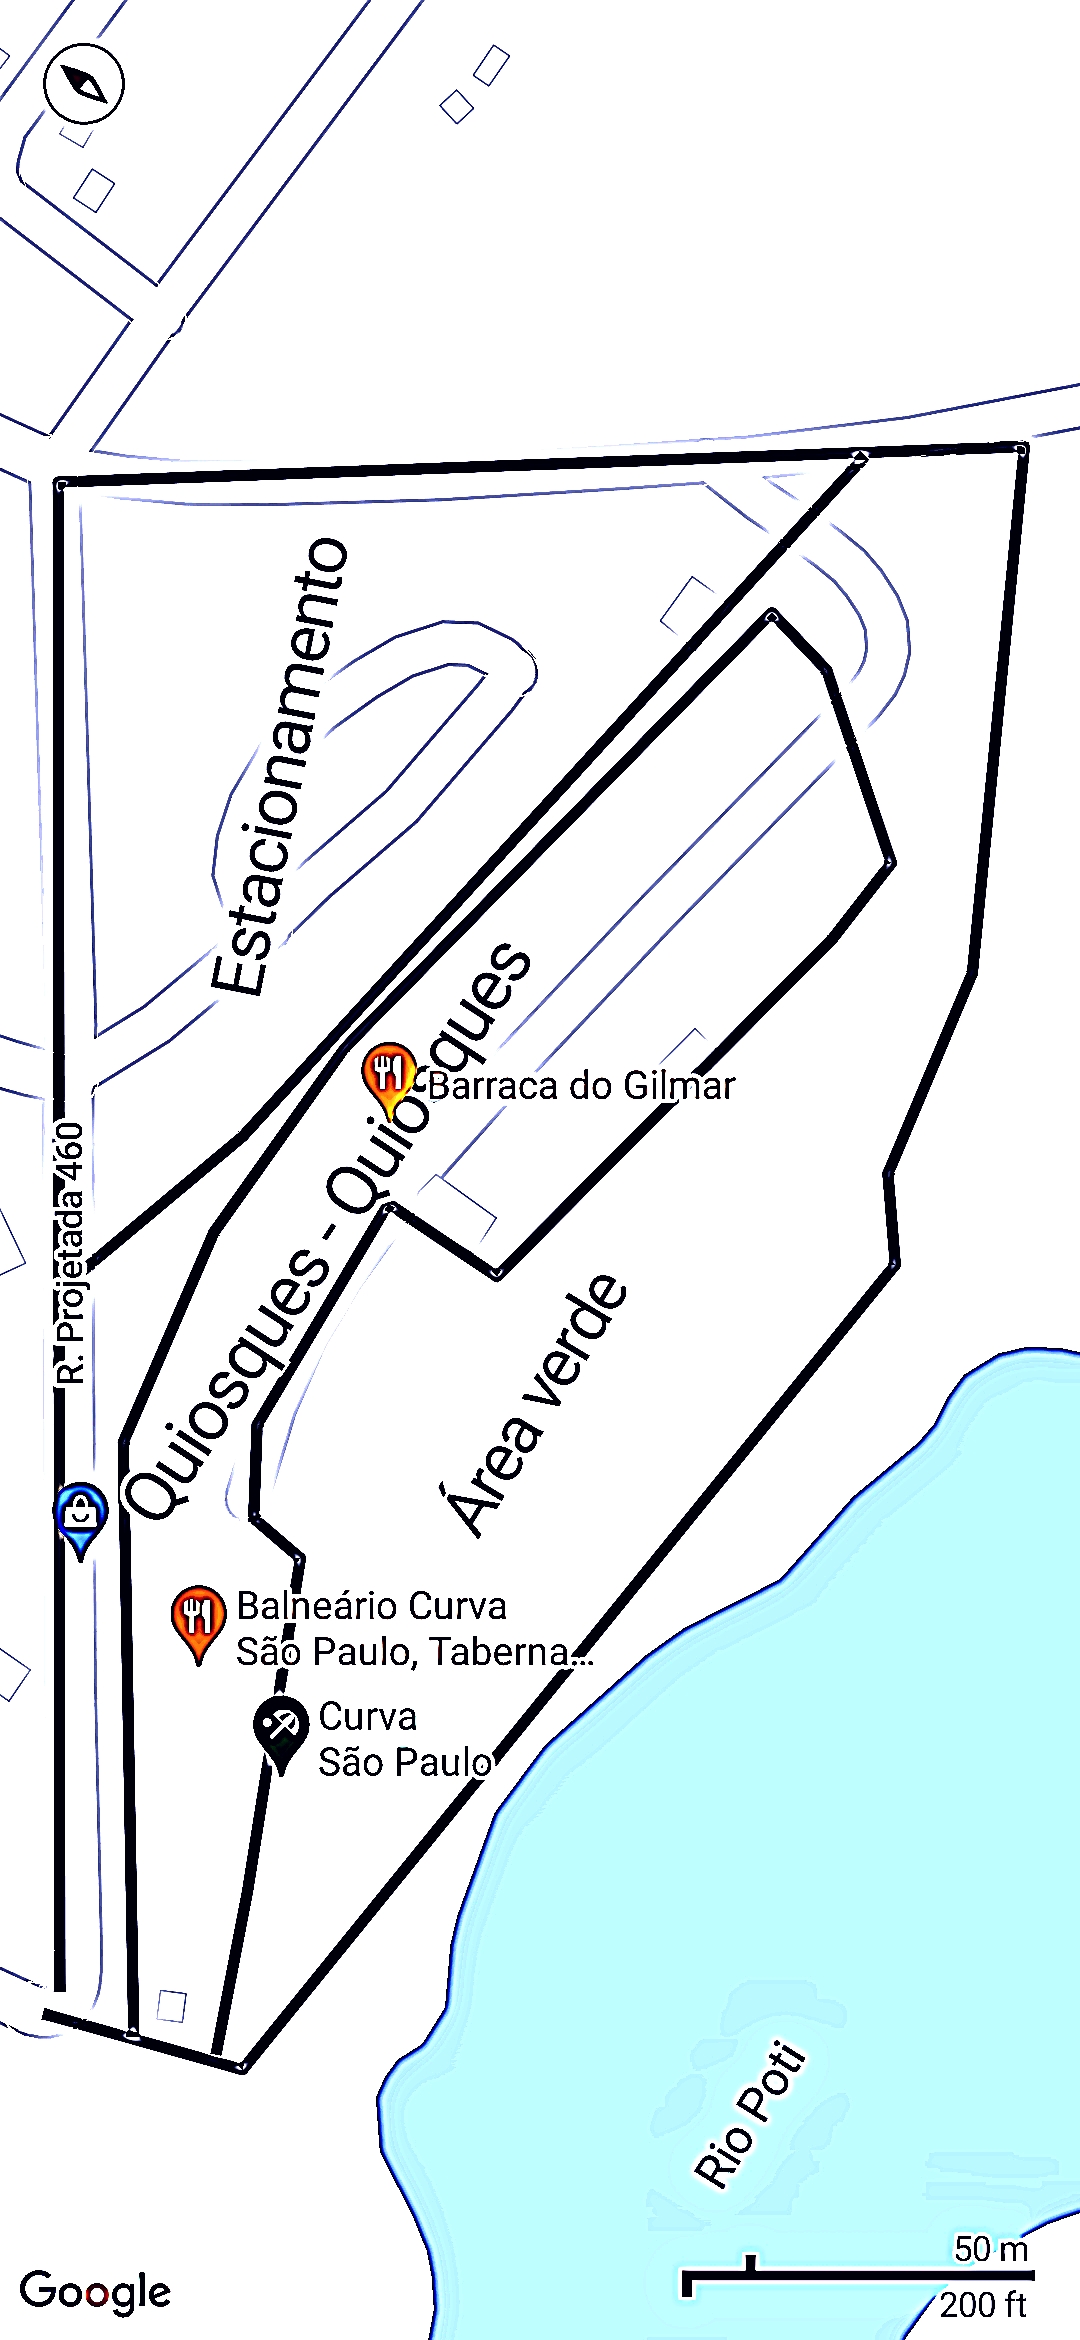 Estacionamento
Quiosques - Quiosques
Barraca do Gilmar
R. Projetada 460
Área verde
Balneário Curva
São Paulo, Taberna...
Curva
São Paulo
Rio Poti
50 m
200 ft
Google